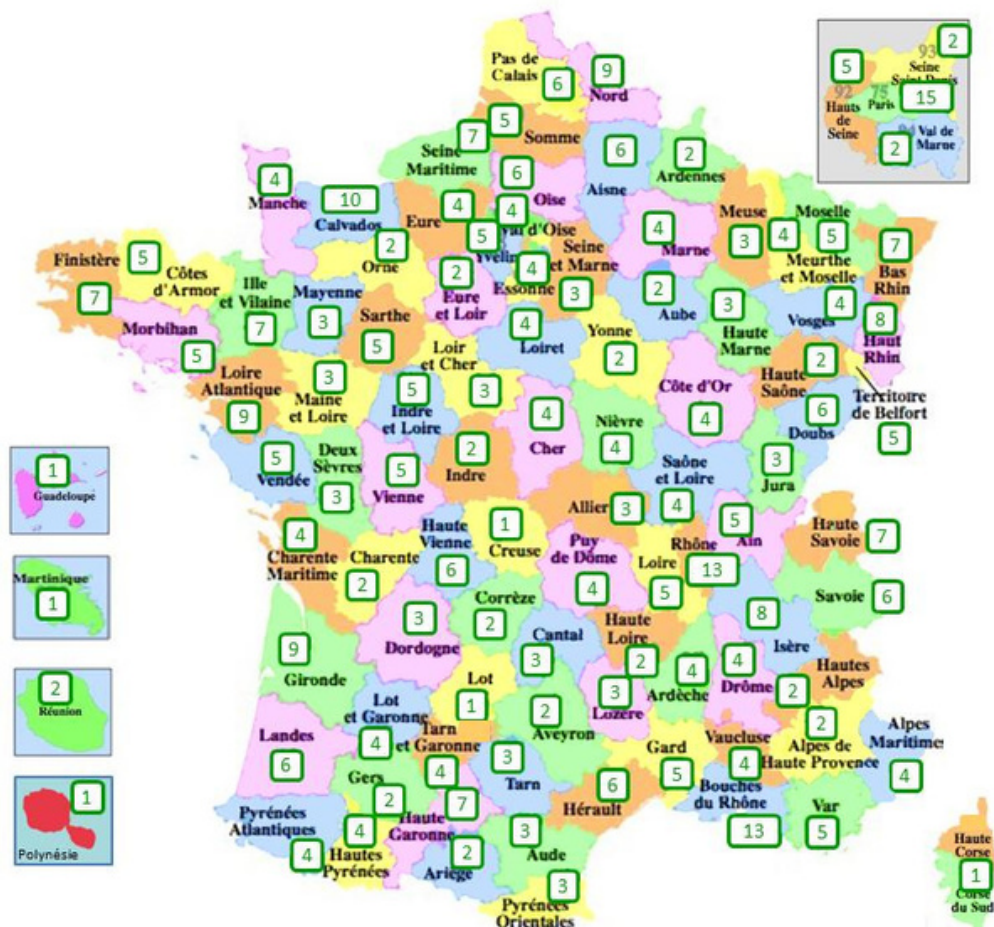 Pas de
Calais
6
9
Nord
5
7
Somme
Seine
Maritime
6
Aisne
2
Ardennes
6
Oise
4
Manche
10
Calvados
4
Eure
4
Val d'Oise
5
Yvelin
2
Orne
4
Essonne
Seine
et Marne
3
4
Marne
Meuse
3
4
Meurthe
et Moselle
Moselle
5
7
Bas
Rhin
Finistère
7
5
Côtes
d'Armor
Ille
et Vilaine
7
Mayenne
3
Sarthe
5
2
Eure
et Loir
4
Loiret
Yonne
2
2
Aube
3
Haute
Marne
4
Vosges
8
Haut
Rhin
Morbihan
5
Loire
Atlantique
9
3
Maine
et Loire
5
Indre
et Loire
Loir
et Cher
3
4
Cher
Nièvre
4
Côte d'Or
4
2
Haute
Saône
Territoire
de Belfort
5
6
Doubs
5
Vendée
Deux
Sèvres
3
5
Vienne
2
Indre
Allier
3
Saône
et Loire
4
3
Jura
4
Charente
Maritime
Charente
2
Haute
Vienne
6
1
Creuse
Puy
de Dôme
4
Loire
5
Rhône
13
5
Ain
Haute
Savoie
7
Savoie
6
9
Gironde
3
Dordogne
Corrèze
2
Cantal
3
Haute
Loire
2
4
Ardèche
4
Drôme
8
Isère
Hautes
Alpes
2
Landes
6
Lot
et Garonne
4
Lot
1
Tarn
et Garonne
4
2
Aveyron
3
Lozère
Gard
5
Vaucluse
4
2
Alpes de
Haute Provence
Alpes
Maritimes
4
Pyrénées
Atlantiques
4
Gers
2
4
Hautes
Pyrénées
7
Haute
Garonne
2
Ariège
3
Tarn
3
Aude
3
Pyrénées
Orientales
6
Hérault
Bouches
du Rhône
13
Var
5
Haute
Corse
1
Corse
du Sud
5
92
Hauts
de
Seine
93
Seine
Saint Denis
2
75
Paris
15
94
Val de
Marne
2
1
Guadeloupe
Martinique
1
2
Réunion
1
Polynésie